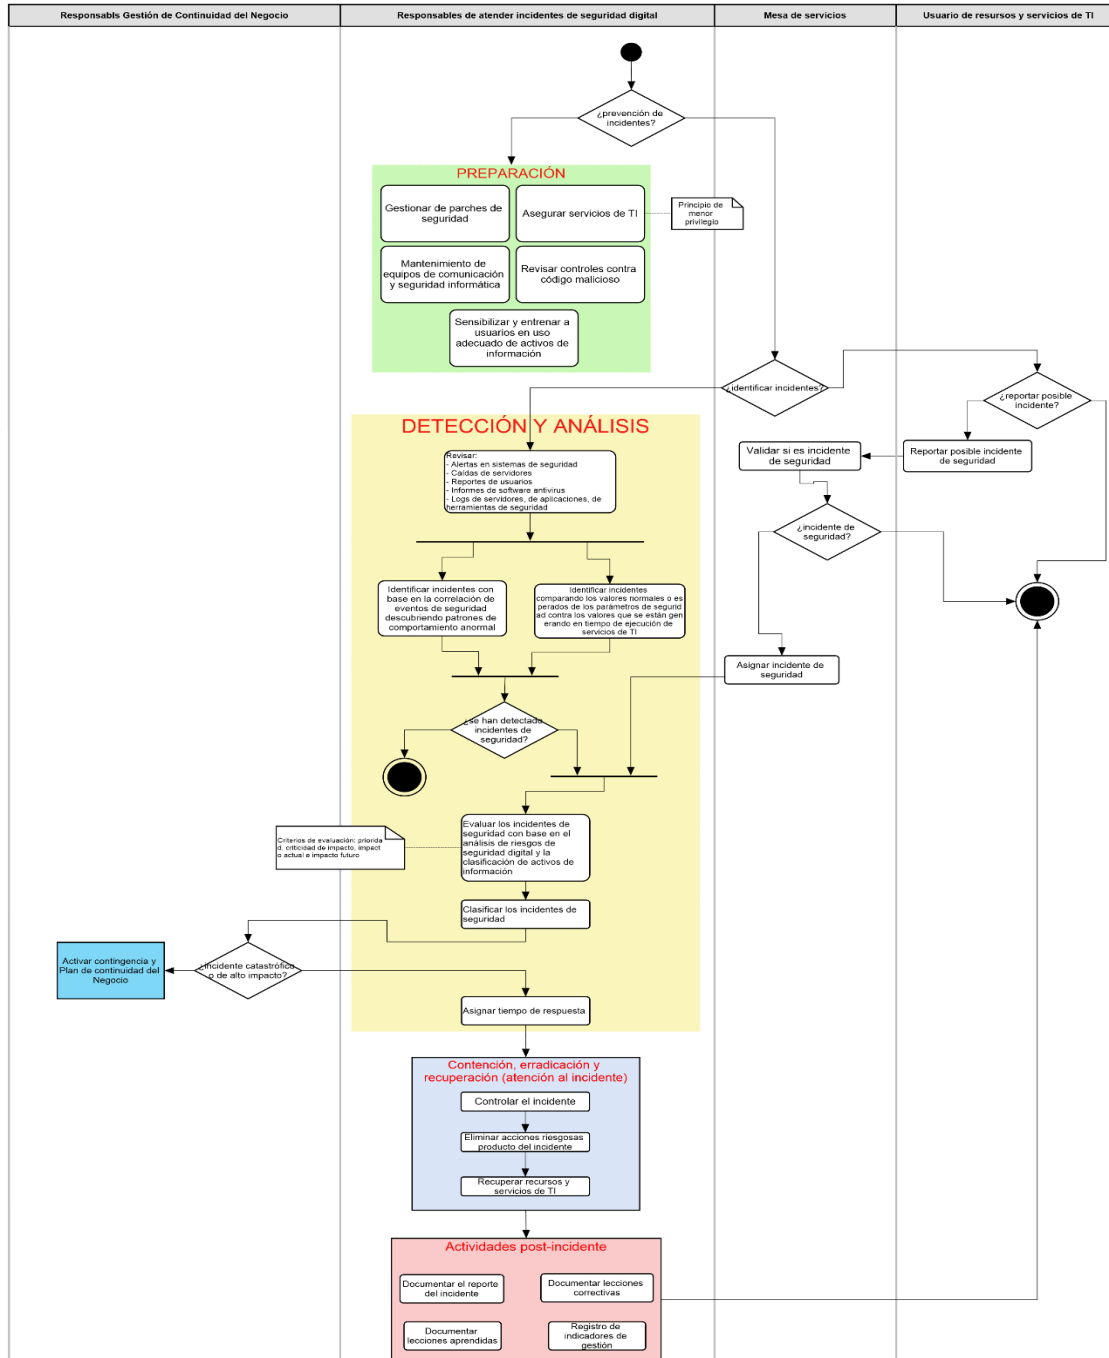 Responsabls Gestión de Continuidad del Negocio
Responsables de atender incidentes de seguridad digital
Mesa de servicios
Usuario de resursos y servicios de TI
¿prevención de
incidentes?
PREPARACIÓN
Gestionar de parches de
seguridad
Asegurar servicios de TI
Principio de
menor
privilegio
Mantenimiento de
equipos de comunicación
y seguridad informática
Revisar controles contra
código malicioso
Sensibilizar y entrenar a
usuarios en uso
adecuado de activos de
información
¿identificar incidentes?
¿reportar posible
incidente?
DETECCIÓN Y ANÁLISIS
Validar si es incidente
de seguridad
Reportar posible incidente
de seguridad
Revisar:
- Alertas en sistemas de seguridad
- Caídas de servidores
- Reportes de usuarios
- Informes de software antivirus
- Logs de servidores, de aplicaciones, de
herramientas de seguridad
¿incidente de
seguridad?
Identificar incidentes con
base en la correlación de
eventos de seguridad
descubriendo patrones de
comportamiento anormal
Identificar incidentes
comparando los valores normales o es
perados de los parámetros de segurid
ad contra los valores que se están gen
erando en tiempo de ejecución de
servicios de TI
Asignar incidente de
seguridad
¿se han detectado
incidentes de
seguridad?
Criterios de evaluación: priorida
d, criticidad de impacto, impact
o actual e impacto futuro
Evaluar los incidentes de
seguridad con base en el
análisis de riesgos de
seguridad digital y la
clasificación de activos de
información
Clasificar los incidentes de
seguridad
Activar contingencia y
Plan de continuidad del
Negocio
¿Incidente catastrófico
o de alto impacto?
Asignar tiempo de respuesta
Contención, erradicación y
recuperación (atención al incidente)
Controlar el incidente
Eliminar acciones riesgosas
producto del incidente
Recuperar recursos y
servicios de TI
Actividades post-incidente
Documentar el reporte
del incidente
Documentar lecciones
correctivas
Documentar
lecciones aprendidas
Registro de
indicadores de
gestión